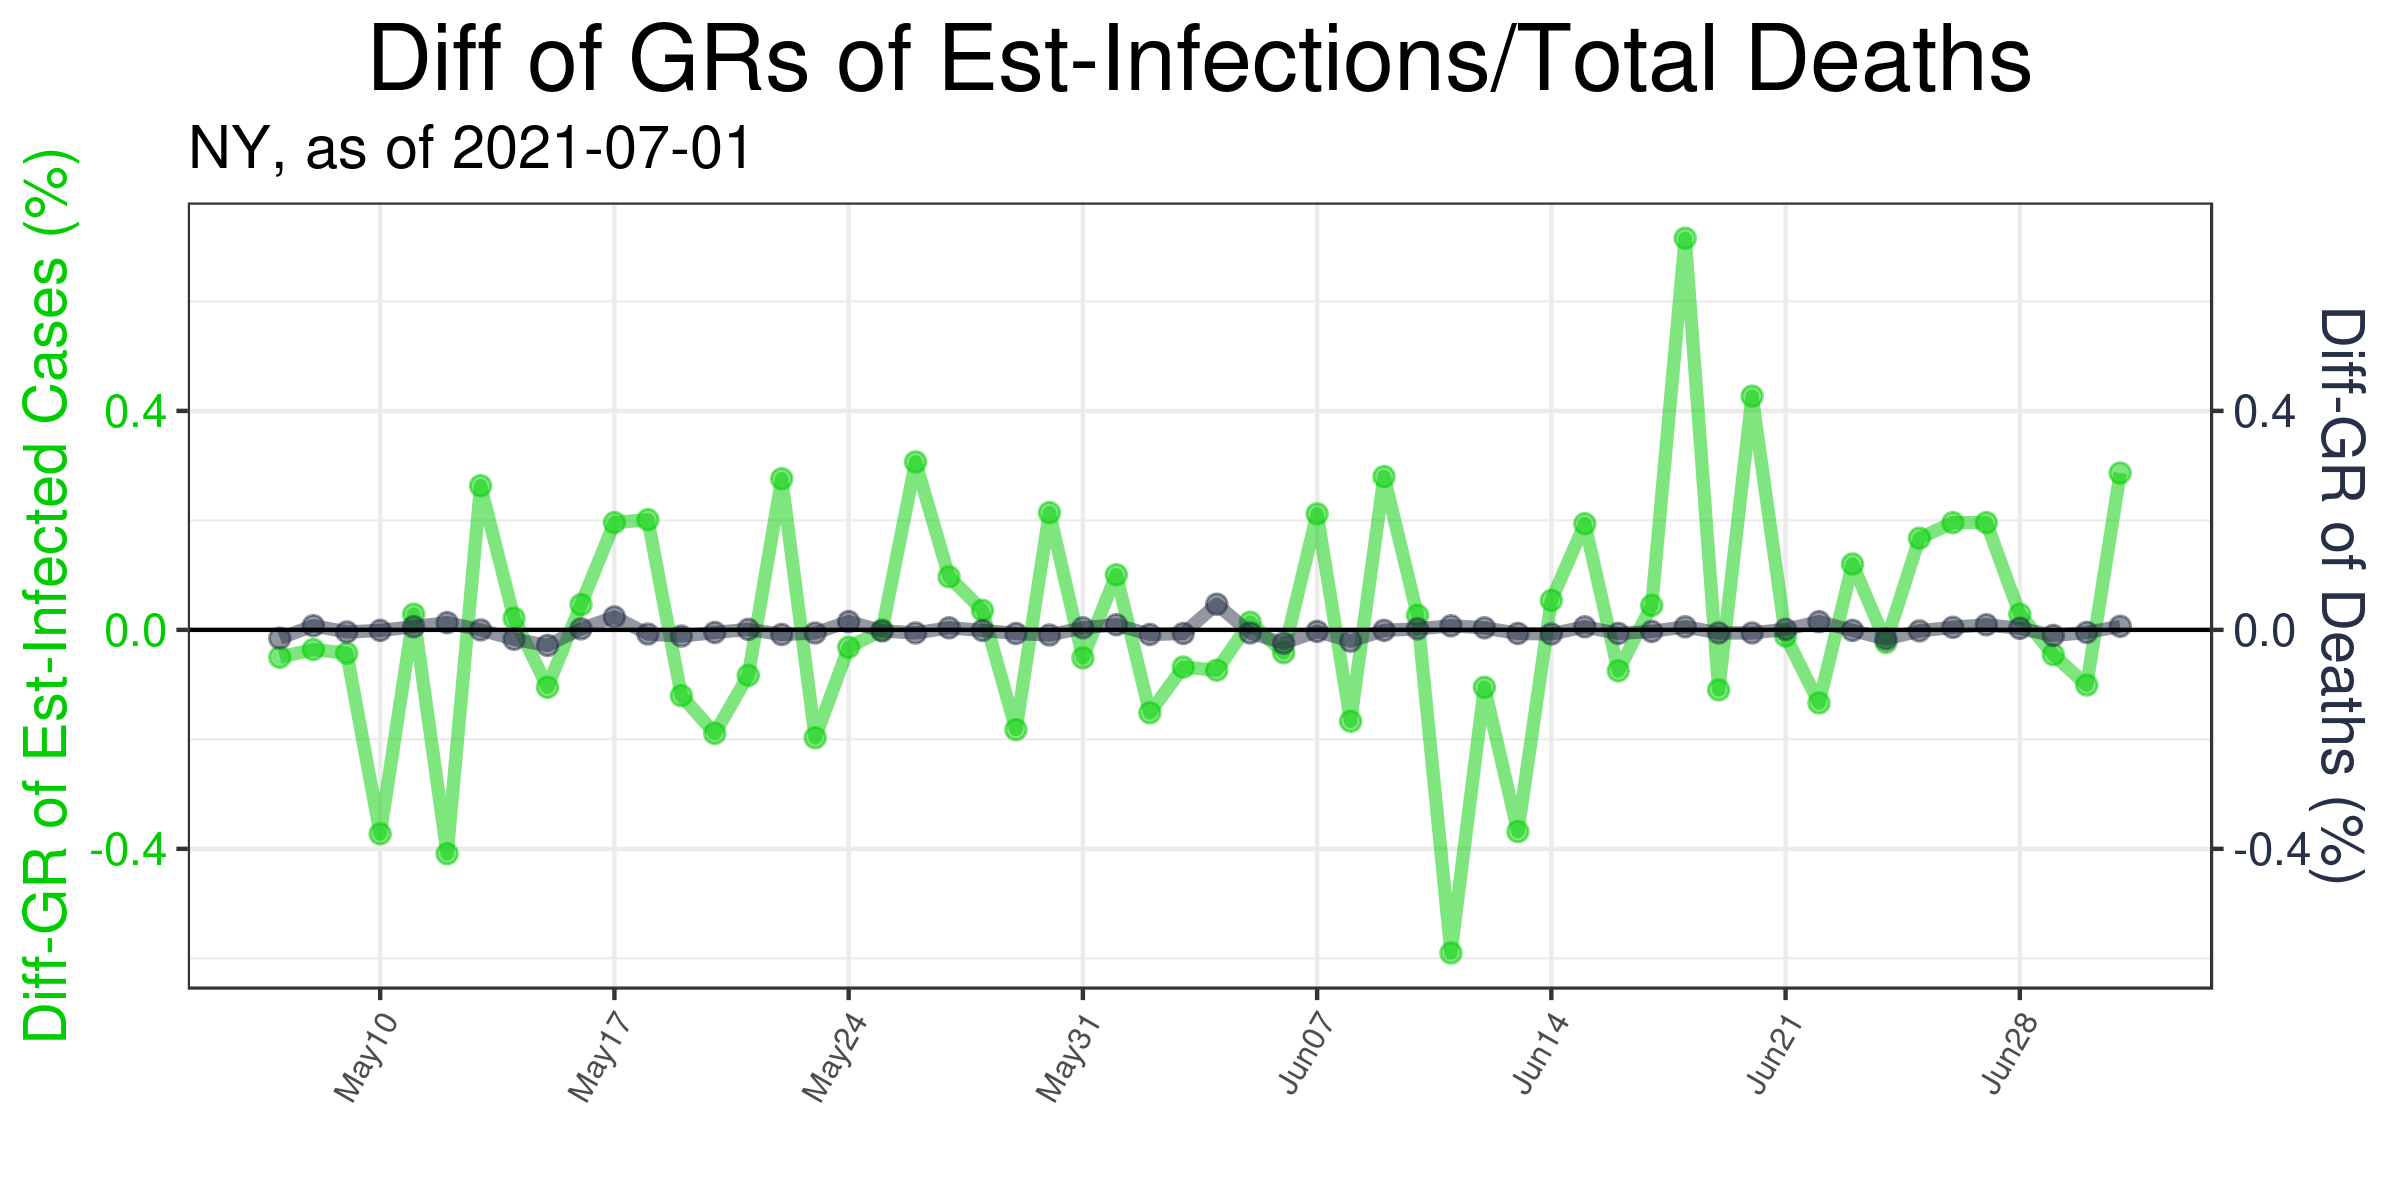 Diff of GRs of Est-Infections/Total Deaths
NY, as of 2021-07-01
Diff-GR of Est-Infected Cases (%)
0.4
0.0
-0.4
0.4
0.0
-0.4
Diff-GR of Deaths (%)
May10
May17
May24
May31
Jun07
Jun14
Jun21
Jun28